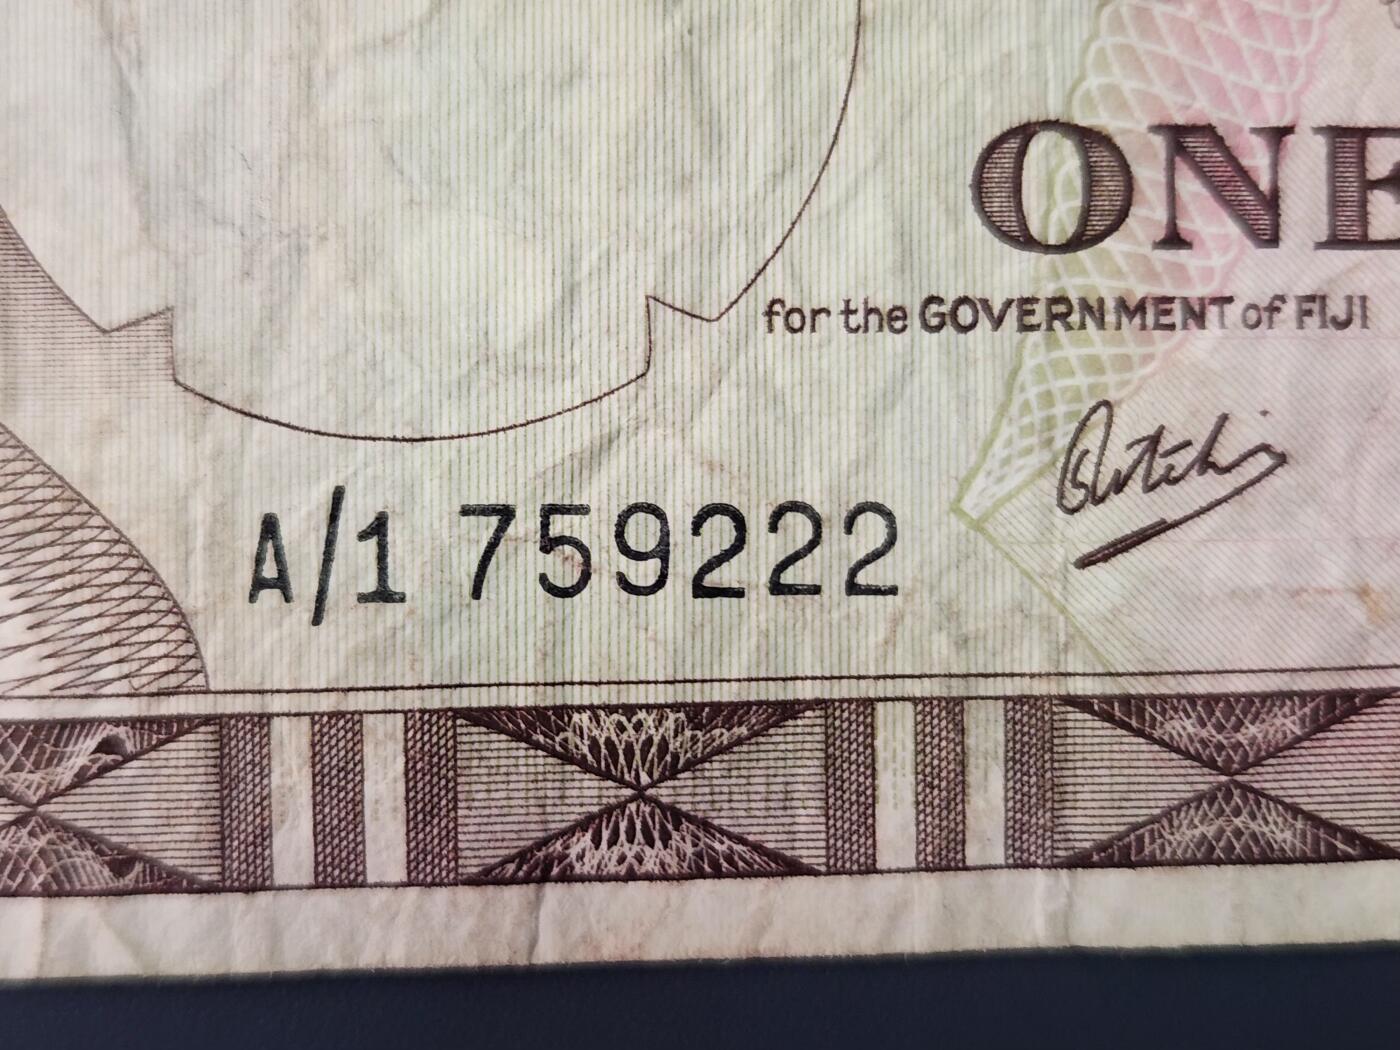 ONE
for the GOVERNMENT of FIJI
A/1 759222